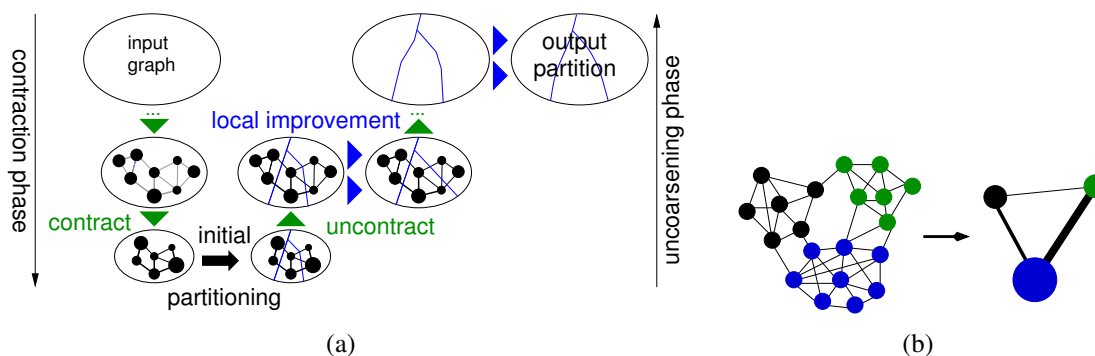 contraction phase
input
graph
...
contract
initial
partitioning
local improvement
...
uncontract
output
partition
uncoarsening phase
(a)
(b)